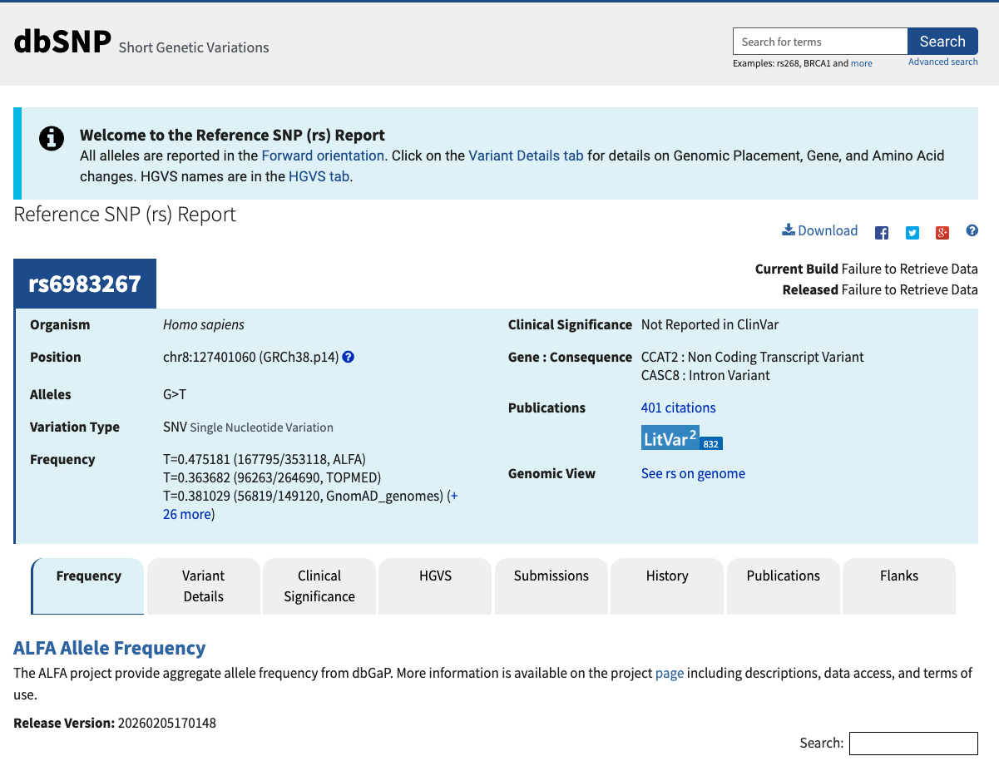 dbSNP Short Genetic Variations
Search for terms
Search
Examples: rs268, BRCA1 and more
Advanced search
Welcome to the Reference SNP (rs) Report
All alleles are reported in the Forward orientation. Click on the Variant Details tab for details on Genomic Placement, Gene, and Amino Acid
changes. HGVS names are in the HGVS tab.
Reference SNP (rs) Report
Download
Current Build Failure to Retrieve Data
Released Failure to Retrieve Data
rs6983267
Organism
Homo sapiens
Position
chr8:127401060 (GRCh38.p14)
Alleles
G>T
Variation Type
SNV Single Nucleotide Variation
Frequency
T=0.475181 (167795/353118, ALFA)
T=0.363682 (96263/264690, TOPMED)
T=0.381029 (56819/149120, GnomAD_genomes) (+
26 more)
Clinical Significance
Not Reported in ClinVar
Gene : Consequence
CCAT2 : Non Coding Transcript Variant
CASC8 : Intron Variant
Publications
401 citations
LitVar2 832
Genomic View
See rs on genome
Frequency
Variant
Details
Clinical
Significance
HGVS
Submissions
History
Publications
Flanks
ALFA Allele Frequency
The ALFA project provide aggregate allele frequency from dbGaP. More information is available on the project page including descriptions, data access, and terms of
use.
Release Version: 20260205170148
Search: